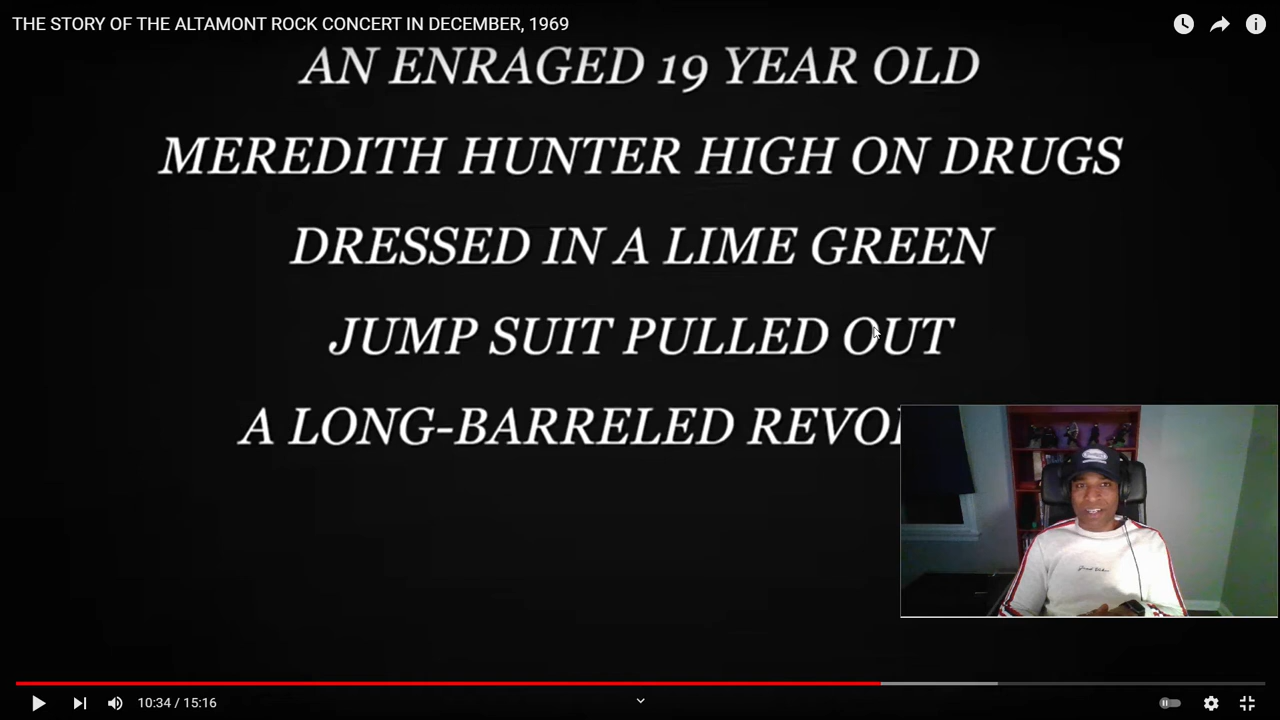 THE STORY OF THE ALTAMONT ROCK CONCERT IN DECEMBER, 1969
AN ENRAGED 19 YEAR OLD
MEREDITH HUNTER HIGH ON DRUGS
DRESSED IN A LIME GREEN
JUMP SUIT PULLED OUT
A LONG-BARRELED
10:34 / 15:16